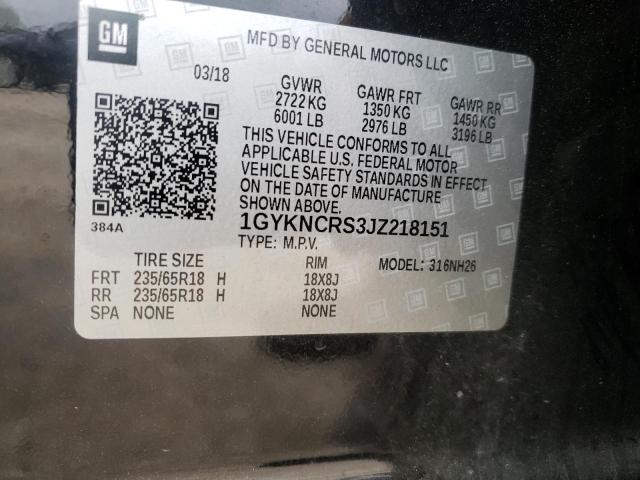 GM
MFD BY GENERAL MOTORS LLC
03/18 GVWR GAWR FRT GAWR RR
2722 KG 1350 KG 1450 KG
6001 LB 2976 LB 3196 LB
THIS VEHICLE CONFORMS TO ALL
APPLICABLE U.S. FEDERAL MOTOR
VEHICLE SAFETY STANDARDS IN EFFECT
ON THE DATE OF MANUFACTURE
SHOWN ABOVE.
384A 1GYKNCRS3JZ218151
TYPE: M.P.V. MODEL: 316NH26
TIRE SIZE RIM
FRT 235/65R18 H 18X8J
RR 235/65R18 H 18X8J
SPA NONE NONE